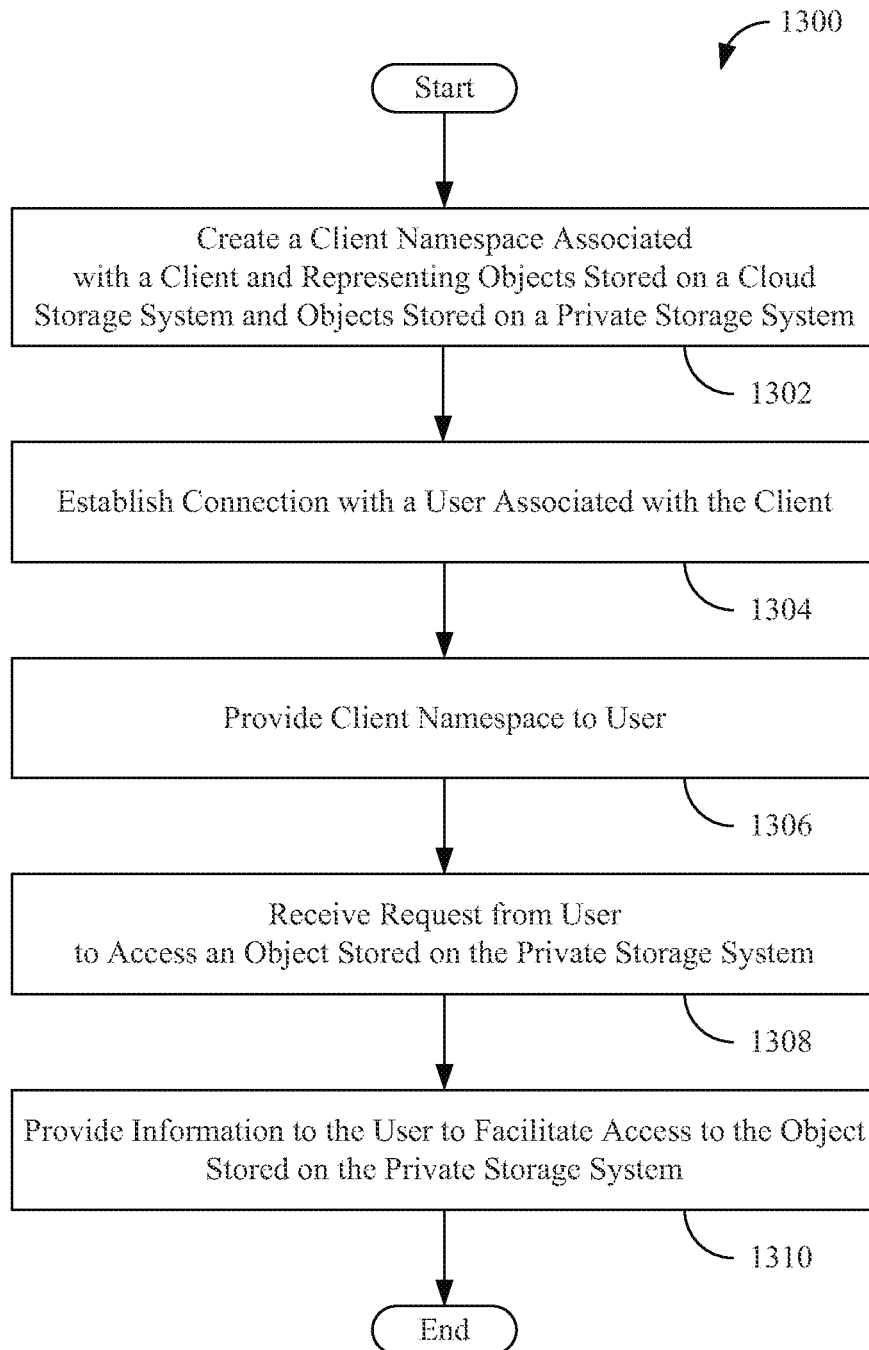 1300
Start
Create a Client Namespace Associated
with a Client and Representing Objects Stored on a Cloud
Storage System and Objects Stored on a Private Storage System
1302
Establish Connection with a User Associated with the Client
1304
Provide Client Namespace to User
1306
Receive Request from User
to Access an Object Stored on the Private Storage System
1308
Provide Information to the User to Facilitate Access to the Object
Stored on the Private Storage System
1310
End